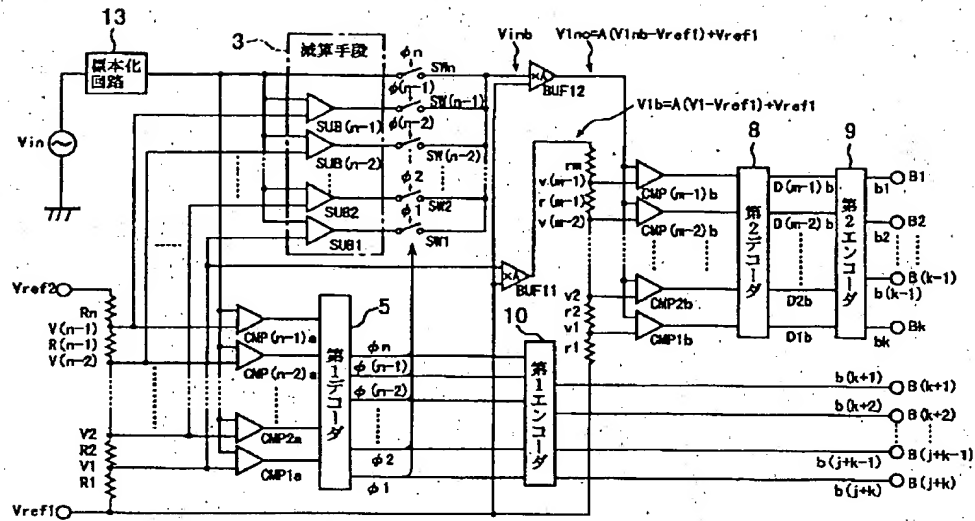 13
標本化
回路
3
減算手段
Vin
φn
SWn
φ(n-1)
SW(n-1)
φ(n-2)
SW(n-2)
φ2
SW2
φ1
SW1
SUB(n-1)
SUB(n-2)
SUB2
SUB1
Vinb
Vino=A(Vinb-Vref1)+Vref1
×A
BUF12
V1b=A(V1-Vref1)+Vref1
×A
BUF11
rm
v(m-1)
r(m-1)
v(m-2)
v2
r2
v1
r1
CMP(m-1)b
CMP(m-2)b
CMP2b
CMP1b
8
第2デコーダ
D(m-1)b
D(m-2)b
D2b
D1b
9
第2エンコーダ
b1
B1
b2
B2
b(k-1)
B(k-1)
bk
Bk
Vref2
Rn
V(n-1)
R(n-1)
V(n-2)
V2
R2
V1
R1
Vref1
CMP(n-1)a
CMP(n-2)a
CMP2a
CMP1a
5
第1デコーダ
φn
φ(n-1)
φ(n-2)
φ2
φ1
10
第1エンコーダ
b(k+1)
B(k+1)
b(k+2)
B(k+2)
b(j+k-1)
B(j+k-1)
b(j+k)
B(j+k)